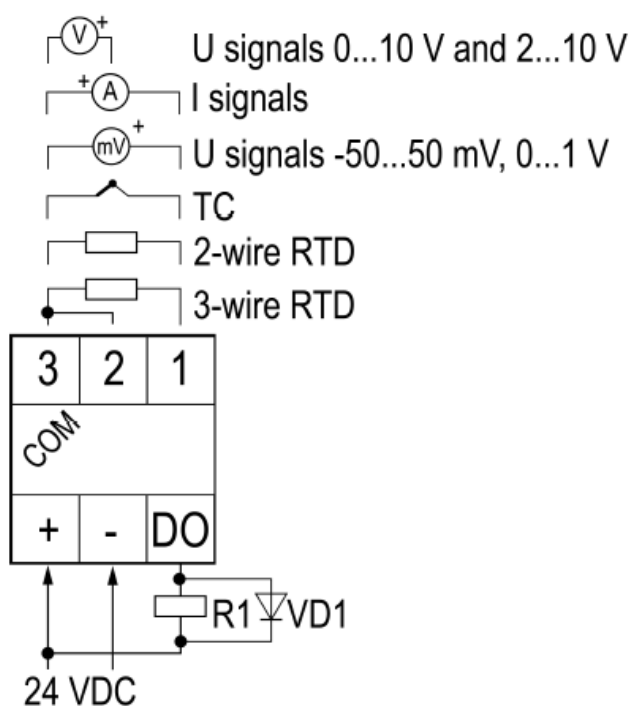 V +
U signals 0...10 V and 2...10 V
+ A
I signals
mV +
U signals -50...50 mV, 0...1 V
TC
2-wire RTD
3-wire RTD
3 2 1
COM
+ - DO
R1 VD1
24 VDC